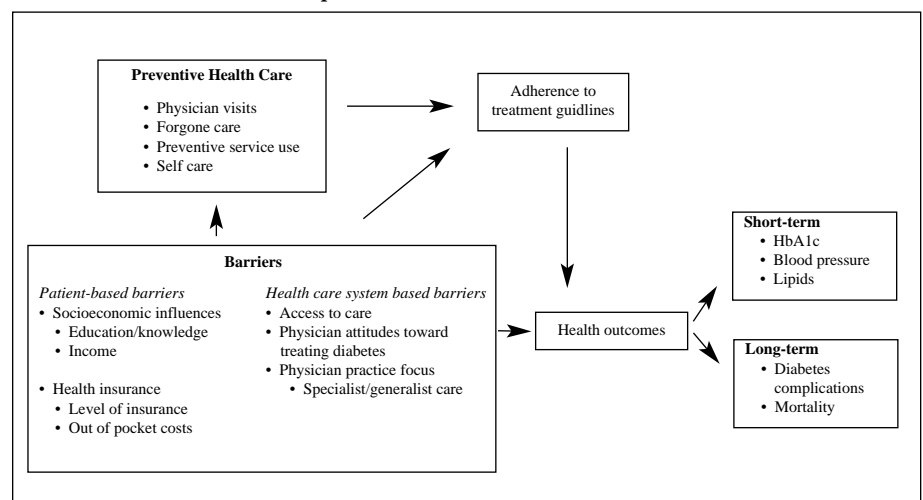 Preventive Health Care
• Physician visits
• Forgone care
• Preventive service use
• Self care
Adherence to
treatment guidlines
Barriers
Patient-based barriers
• Socioeconomic influences
• Education/knowledge
• Income
• Health insurance
• Level of insurance
• Out of pocket costs
Health care system based barriers
• Access to care
• Physician attitudes toward
treating diabetes
• Physician practice focus
• Specialist/generalist care
Health outcomes
Short-term
• HbA1c
• Blood pressure
• Lipids
Long-term
• Diabetes
complications
• Mortality